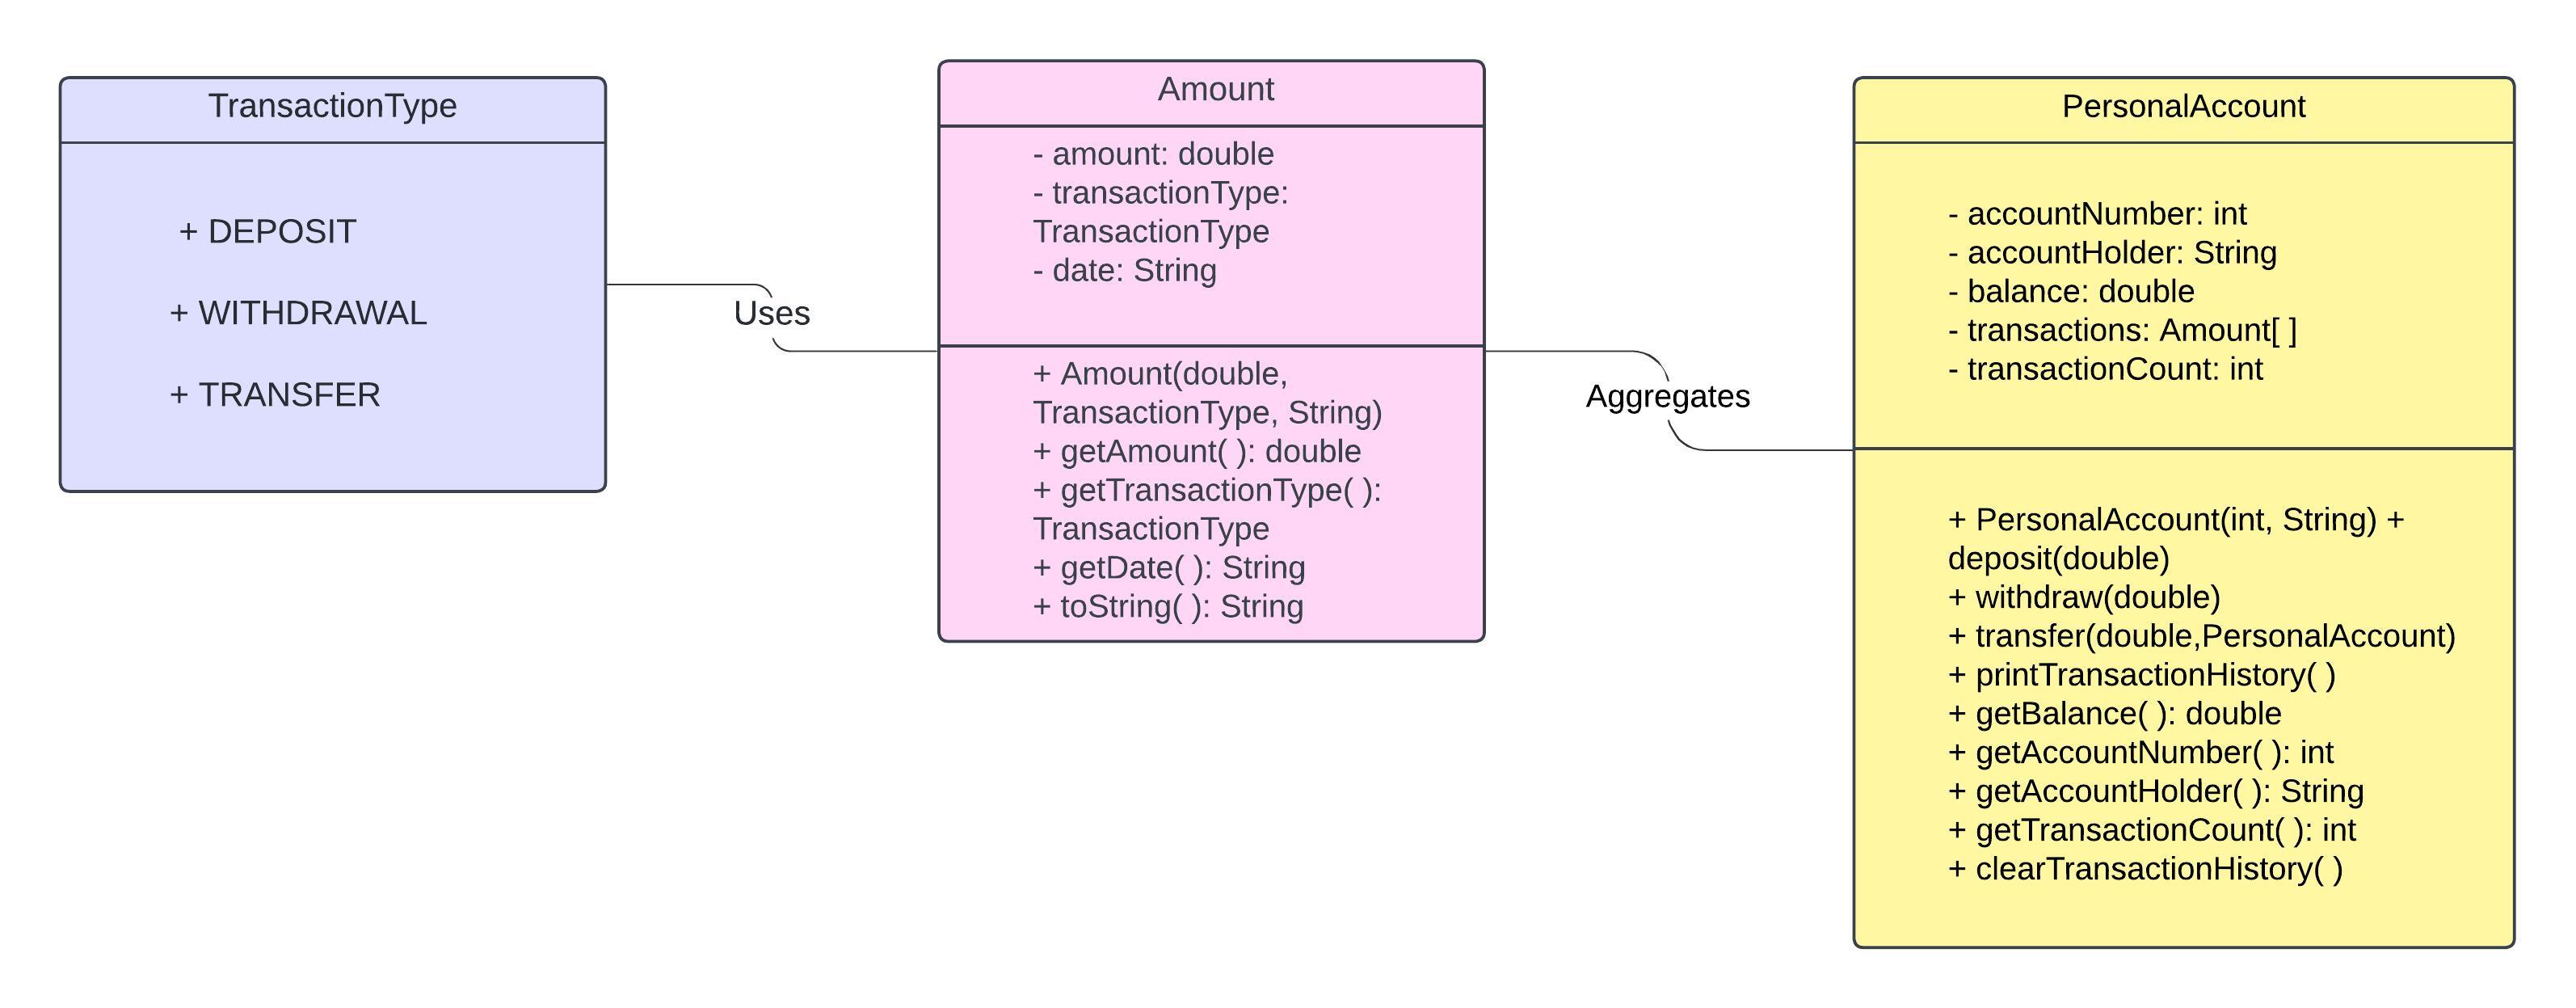 TransactionType
+ DEPOSIT
+ WITHDRAWAL
+ TRANSFER
Uses
Amount
- amount: double
- transactionType:
TransactionType
- date: String
+ Amount(double,
TransactionType, String)
+ getAmount( ): double
+ getTransactionType( ):
TransactionType
+ getDate( ): String
+ toString( ): String
Aggregates
PersonalAccount
- accountNumber: int
- accountHolder: String
- balance: double
- transactions: Amount[ ]
- transactionCount: int
+ PersonalAccount(int, String) +
deposit(double)
+ withdraw(double)
+ transfer(double,PersonalAccount)
+ printTransactionHistory( )
+ getBalance( ): double
+ getAccountNumber( ): int
+ getAccountHolder( ): String
+ getTransactionCount( ): int
+ clearTransactionHistory( )